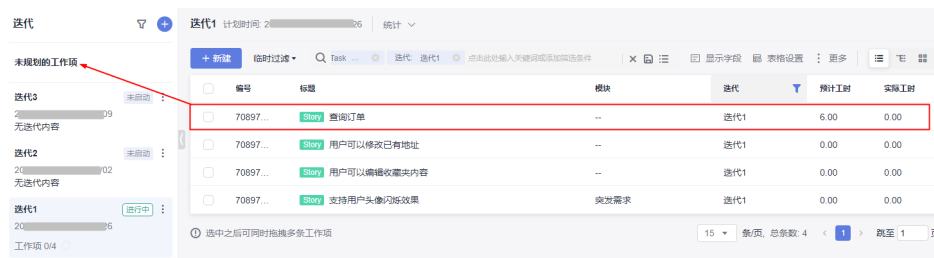 迭代
迭代1 计划时间: 2 26 统计
未规划的工作项
+ 新建 临时过滤 Task ... 迭代: 迭代1 点击此处输入关键词或添加筛选条件 显示字段 表格设置 更多
编号 标题 模块 迭代 预计工时 实际工时
迭代3 未启动
2 09
无迭代内容
70897... Story 查询订单 -- 迭代1 6.00 0.00
迭代2 未启动
20 /02
无迭代内容
70897... Story 用户可以修改已有地址 -- 迭代1 0.00 0.00
70897... Story 用户可以编辑收藏夹内容 -- 迭代1 0.00 0.00
迭代1 进行中
20 26
工作项 0/4
70897... Story 支持用户头像闪烁效果 突发需求 迭代1 0.00 0.00
选中之后可同时拖拽多条工作项 15 条/页, 总条数: 4 1 跳至 1